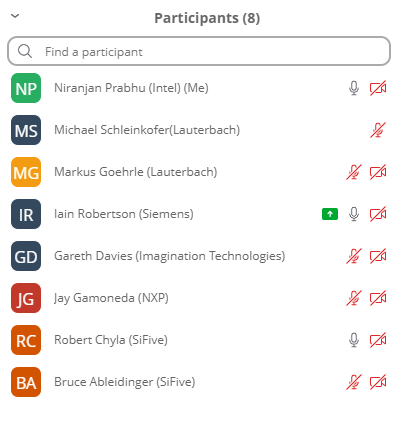 Participants (8)
Find a participant
NP Niranjan Prabhu (Intel) (Me)
MS Michael Schleinkofer(Lauterbach)
MG Markus Goehrle (Lauterbach)
IR Iain Robertson (Siemens)
GD Gareth Davies (Imagination Technologies)
JG Jay Gamoneda (NXP)
RC Robert Chyla (SiFive)
BA Bruce Ableidinger (SiFive)